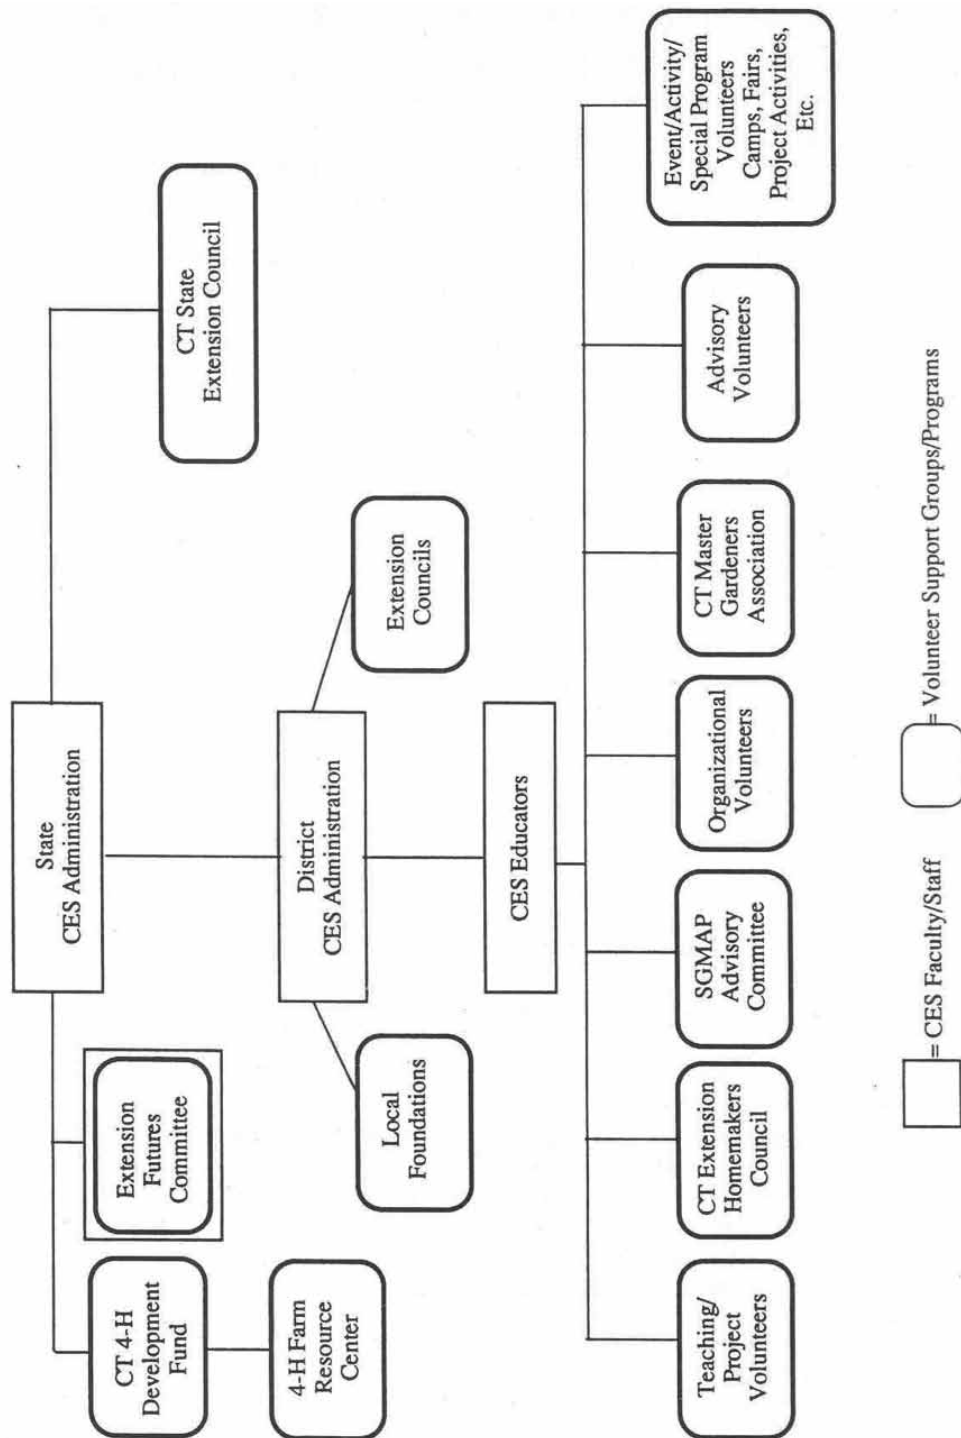 State
CES Administration
CT 4-H
Development
Fund
Extension
Futures
Committee
CT State
Extension Council
4-H Farm
Resource
Center
District
CES Administration
Local
Foundations
Extension
Councils
CES Educators
Teaching/
Project
Volunteers
CT Extension
Homemakers
Council
SGMAP
Advisory
Committee
Organizational
Volunteers
CT Master
Gardeners
Association
Advisory
Volunteers
Event/Activity/
Special Program
Volunteers
Camps, Fairs,
Project Activities,
Etc.
= CES Faculty/Staff
= Volunteer Support Groups/Programs